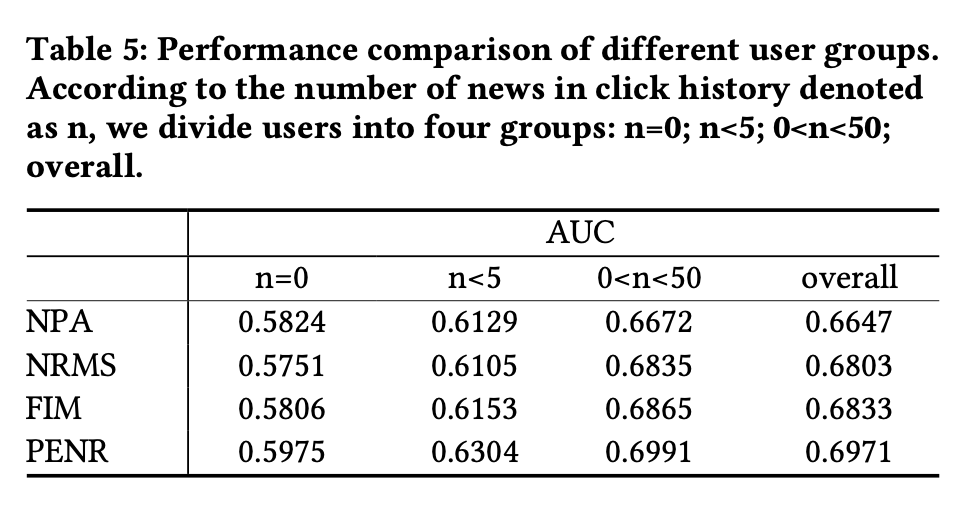 Table 5: Performance comparison of different user groups.
According to the number of news in click history denoted
as n, we divide users into four groups: n=0; n<5; 0<n<50;
overall.
AUC
n=0 n<5 0<n<50 overall
NPA 0.5824 0.6129 0.6672 0.6647
NRMS 0.5751 0.6105 0.6835 0.6803
FIM 0.5806 0.6153 0.6865 0.6833
PENR 0.5975 0.6304 0.6991 0.6971